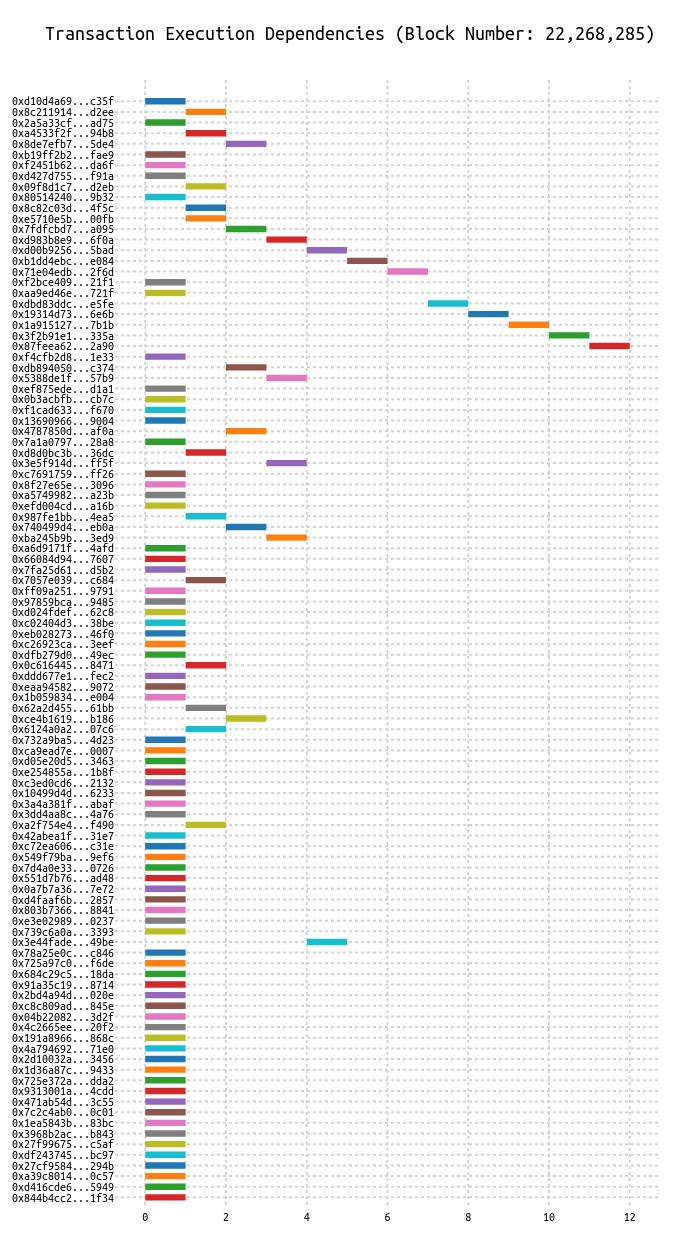 Transaction Execution Dependencies (Block Number: 22,268,285)
0xd10d4a69...c35f
0x8c211914...d2ee
0x2a5a33cf...ad75
0xa4533f2f...94b8
0x8de7efb7...5de4
0xb19ff2b2...fae9
0xf2451b62...da6f
0xd427d755...f91a
0x09f8d1c7...d2eb
0x80514240...9b32
0x8c82c03d...4f5c
0xe5710e5b...00fb
0x7fdfcbd7...a095
0xd983b8e9...6f0a
0xd00b9256...5bad
0xb1dd4ebc...e084
0x71e04edb...2f6d
0xf2bce409...21f1
0xaa9ed46e...721f
0xdbd83ddc...e5fe
0x19314d73...6e6b
0x1a915127...7b1b
0x3f2b91e1...335a
0x87feea62...2a90
0xf4cfb2d8...1e33
0xdb894050...c374
0x5388de1f...57b9
0xef875ede...d1a1
0x0b3acbfb...cb7c
0xf1cad633...f670
0x13690966...9004
0x4787850d...af0a
0x7a1a0797...28a8
0xd8d0bc3b...36dc
0x3e5f914d...ff5f
0xc7691759...ff26
0x8f27e65e...3096
0xa5749982...a23b
0xefd004cd...a16b
0x987fe1bb...4ea5
0x740499d4...eb0a
0xba245b9b...3ed9
0xa6d9171f...4afd
0x66084d94...7607
0x7fa25d61...d5b2
0x7057e039...c684
0xff09a251...9791
0x97859bca...9485
0xd024fdef...62c8
0xc02404d3...38be
0xeb028273...46f0
0xc26923ca...3eef
0xdfb279d0...49ec
0x0c616445...8471
0xddd677e1...fec2
0xeaa94582...9072
0x1b059834...e004
0x62a2d455...61bb
0xce4b1619...b186
0x6124a0a2...07c6
0x732a9ba5...4d23
0xca9ead7e...0007
0xd05e20d5...3463
0xe254855a...1b8f
0xc3ed0cd6...2132
0x10499d4d...6233
0x3a4a381f...abaf
0x3dd4aa8c...4a76
0xa2f754e4...f490
0x42abea1f...31e7
0xc72ea606...c31e
0x549f79ba...9ef6
0x7d4a0e33...0726
0x551d7b76...ad48
0x0a7b7a36...7e72
0xd4faaf6b...2857
0x803b7366...8841
0xe3e02989...0237
0x739c6a0a...3393
0x3e44fade...49be
0x78a25e0c...c846
0x725a97c0...f6de
0x684c29c5...18da
0x91a35c19...8714
0x2bd4a94d...020e
0xc8c809ad...845e
0x04b22082...3d2f
0x4c2665ee...20f2
0x191a8966...868c
0x4a794692...71e0
0x2d10032a...3456
0x1d36a87c...9433
0x725e372a...dda2
0x9313001a...4cdd
0x471ab54d...3c55
0x7c2c4ab0...0c01
0x1ea5843b...83bc
0x3968b2ac...b843
0x27f99675...c5af
0xdf243745...bc97
0x27cf9584...294b
0xa39c8014...0c57
0xd416cde6...5949
0x844b4cc2...1f34
0 2 4 6 8 10 12